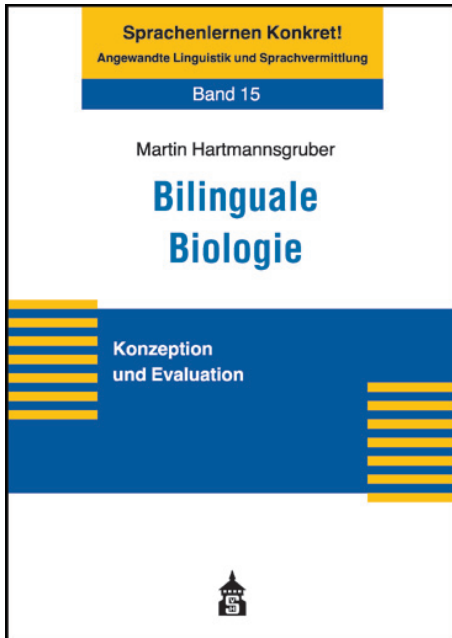 Sprachenlernen Konkret!
Angewandte Linguistik und Sprachvermittlung
Band 15
Martin Hartmannsgruber
Bilinguale
Biologie
Konzeption
und Evaluation